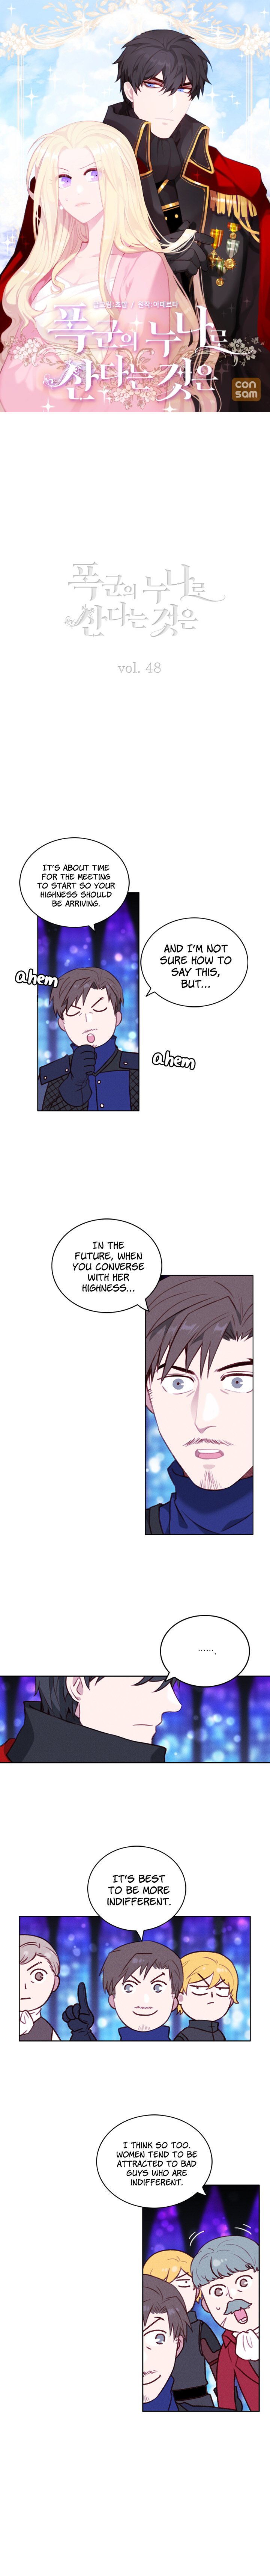 폭군의 누나로
산다는 것은
con
sam
폭군의 누나로
산다는 것은
vol. 48
IT'S ABOUT TIME
FOR THE MEETING
TO START SO YOUR
HIGHNESS SHOULD
BE ARRIVING.
Ahem
AND I'M NOT
SURE HOW TO
SAY THIS,
BUT...
Ahem
IN THE
FUTURE, WHEN
YOU CONVERSE
WITH HER
HIGHNESS...
.......
IT'S BEST
TO BE MORE
INDIFFERENT.
I THINK SO TOO.
WOMEN TEND TO BE
ATTRACTED TO BAD
GUYS WHO ARE
INDIFFERENT.